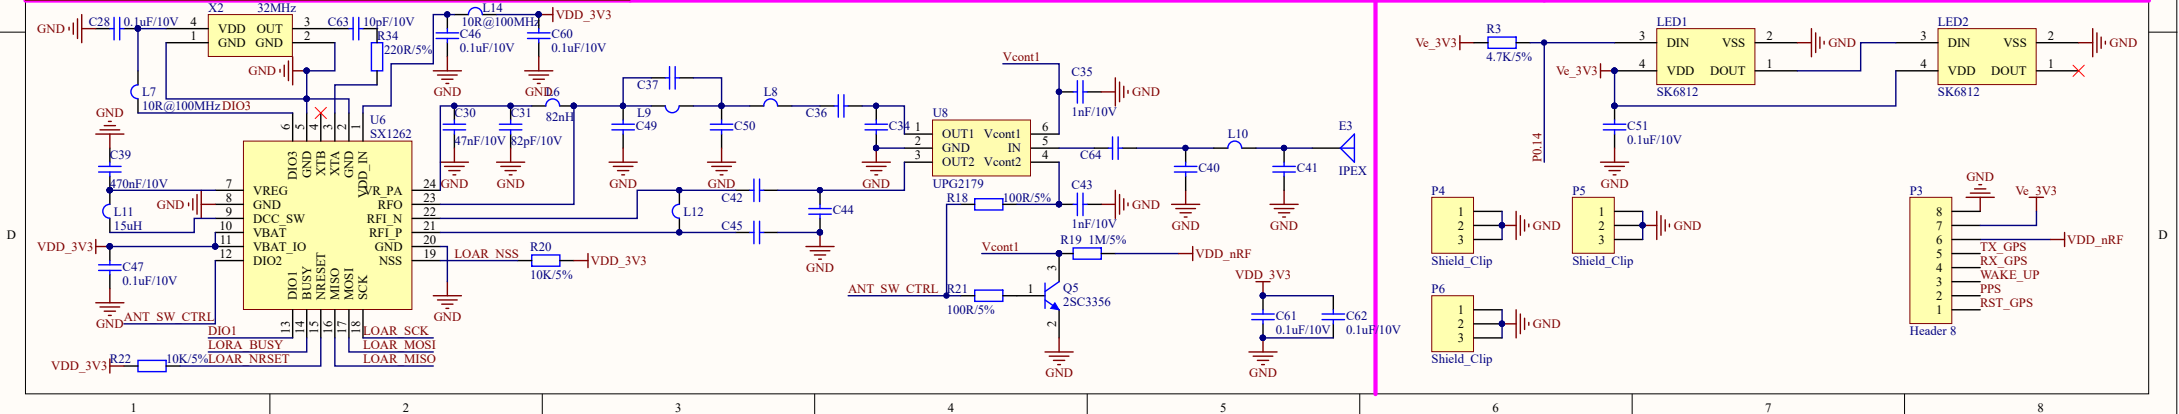 X2
32MHz
C28
0.1uF/10V
GND
4
VDD
OUT
3
1
GND
GND
2
C63
10pF/10V
R34
220R/5%
GND
L7
10R@100MHz
DIO3
L14
10R@100MHz
VDD_3V3
C46
0.1uF/10V
C60
0.1uF/10V
GND
GND
U6
SX1262
6
5
4
3
2
1
DIO3
GND
XTB
XTA
GND
VDD_IN
GND
C39
470nF/10V
L11
15uH
GND
VDD_3V3
C47
0.1uF/10V
GND
7
VREG
8
GND
9
DCC_SW
10
VBAT
11
VBAT_IO
12
DIO2
VR_PA
24
RFO
23
RFI_N
22
RFI_P
21
GND
20
NSS
19
DIO1
BUSY
NRESET
MISO
MOSI
SCK
13
14
15
16
17
18
ANT_SW_CTRL
DIO1
LORA_BUSY
LOAR_NRSET
LOAR_SCK
LOAR_MOSI
LOAR_MISO
VDD_3V3
R22
10K/5%
GND
LOAR_NSS
R20
10K/5%
VDD_3V3
C30
47nF/10V
GND
C31
82pF/10V
GND
L6
82nH
C37
L9
C49
GND
C50
GND
L8
C36
C34
GND
C42
L12
C45
C44
GND
U8
1
OUT1
Vcont1
6
2
GND
IN
5
3
OUT2
Vcont2
4
UPG2179
Vcont1
C35
1nF/10V
GND
C64
C40
GND
L10
C41
GND
E3
IPEX
R18
100R/5%
C43
1nF/10V
GND
Vcont1
R19
1M/5%
VDD_nRF
ANT_SW_CTRL
R21
100R/5%
1
3
2
Q5
2SC3356
GND
VDD_3V3
C61
0.1uF/10V
C62
0.1uF/10V
GND
Ve_3V3
R3
4.7K/5%
P0.14
Ve_3V3
LED1
3
DIN
VSS
2
4
VDD
DOUT
1
SK6812
GND
C51
0.1uF/10V
GND
LED2
3
DIN
VSS
2
4
VDD
DOUT
1
SK6812
GND
P4
1
2
3
Shield_Clip
GND
P5
1
2
3
Shield_Clip
GND
P6
1
2
3
Shield_Clip
GND
P3
8
7
6
5
4
3
2
1
Header 8
GND
Ve_3V3
VDD_nRF
TX_GPS
RX_GPS
WAKE_UP
PPS
RST_GPS
D
D
1
2
3
4
5
6
7
8